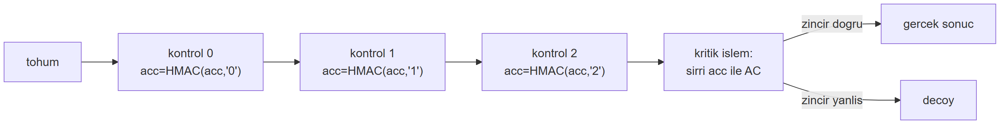 tohum
kontrol 0
acc=HMAC(acc,'0')
kontrol 1
acc=HMAC(acc,'1')
kontrol 2
acc=HMAC(acc,'2')
kritik islem:
sirri acc ile AC
zincir dogru
gercek sonuc
zincir yanlis
decoy